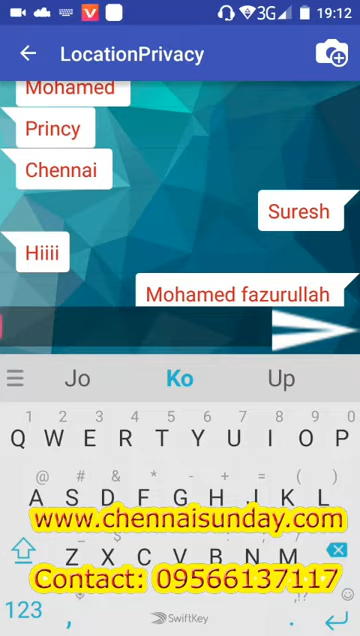 3G 19:12
LocationPrivacy
Mohamed
Princy
Chennai
Suresh
Hiiii
Mohamed fazurullah
Jo Ko Up
1 2 3 4 5 6 7 8 9 0
Q W E R T Y U I O P
@ # & * - + = ( )
A S D F G H J K L
www.chennaisunday.com
Z X C V B N M
Contact: 09566137117
123 , SwiftKey .